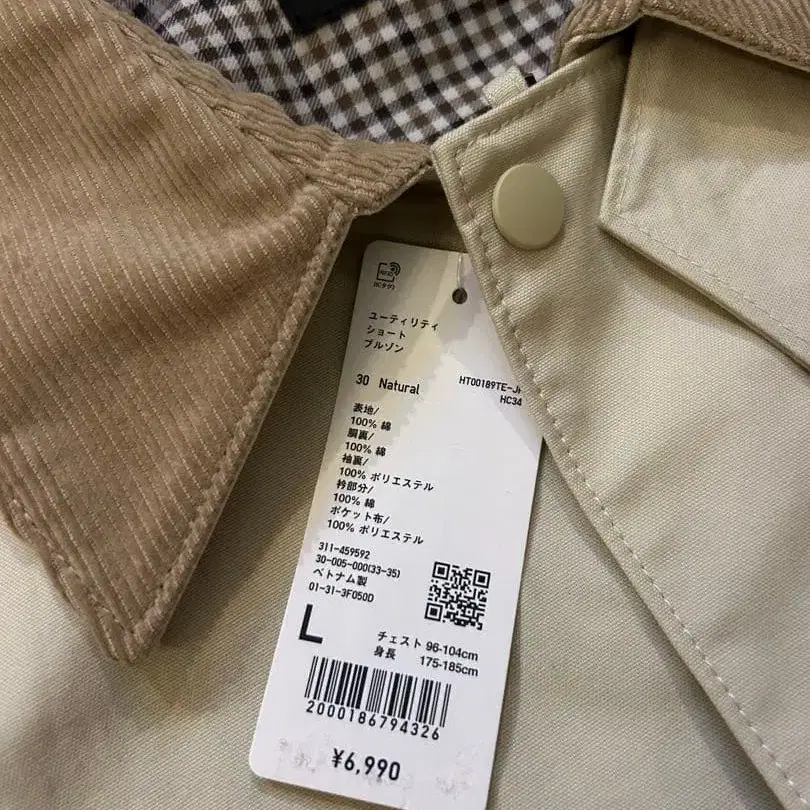 (ICタグ)
ユーティリティ
ショート
ブルゾン
30 Natural
HT00189TE-JH
HC34
表地/
100% 綿
胴裏/
100% 綿
袖裏/
100% ポリエステル
衿部分/
100% 綿
ポケット布/
100% ポリエステル
311-459592
30-005-000(33-35)
ベトナム製
01-31-3F050D
L
チェスト 96-104cm
身長 175-185cm
2000186794326
¥6,990